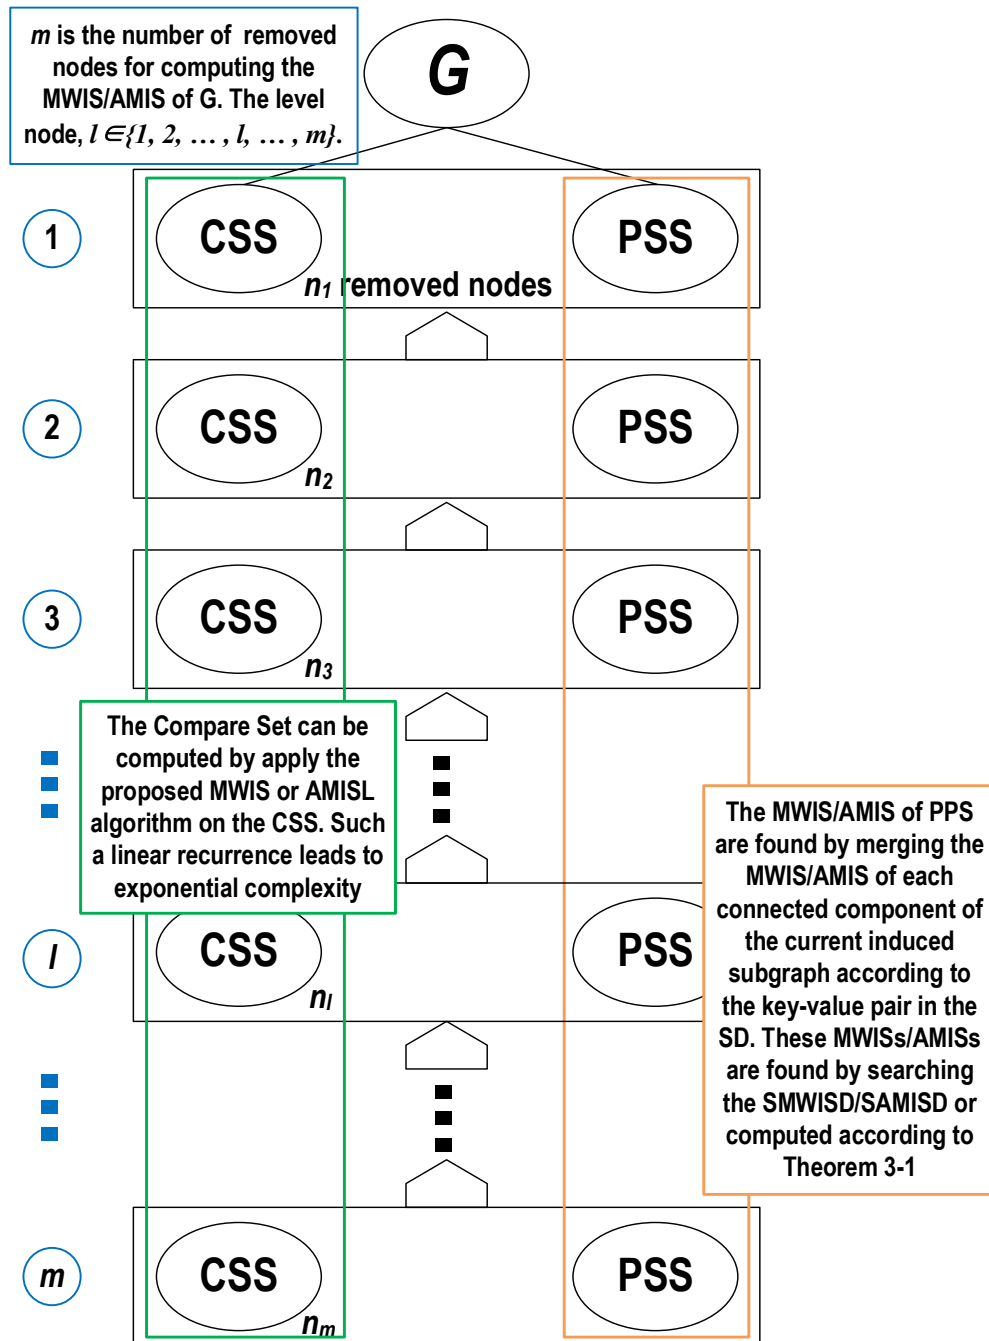 m is the number of removed
nodes for computing the
MWIS/AMIS of G. The level
node, l ∈{1, 2, … , l, … , m}.
G
1
CSS
PSS
n1 removed nodes
2
CSS
PSS
n2
3
CSS
PSS
n3
The Compare Set can be
computed by apply the
proposed MWIS or AMISL
algorithm on the CSS. Such
a linear recurrence leads to
exponential complexity
The MWIS/AMIS of PPS
are found by merging the
MWIS/AMIS of each
connected component of
the current induced
subgraph according to
the key-value pair in the
SD. These MWISs/AMISs
are found by searching
the SMWISD/SAMISD or
computed according to
Theorem 3-1
l
CSS
PSS
nl
m
CSS
PSS
nm